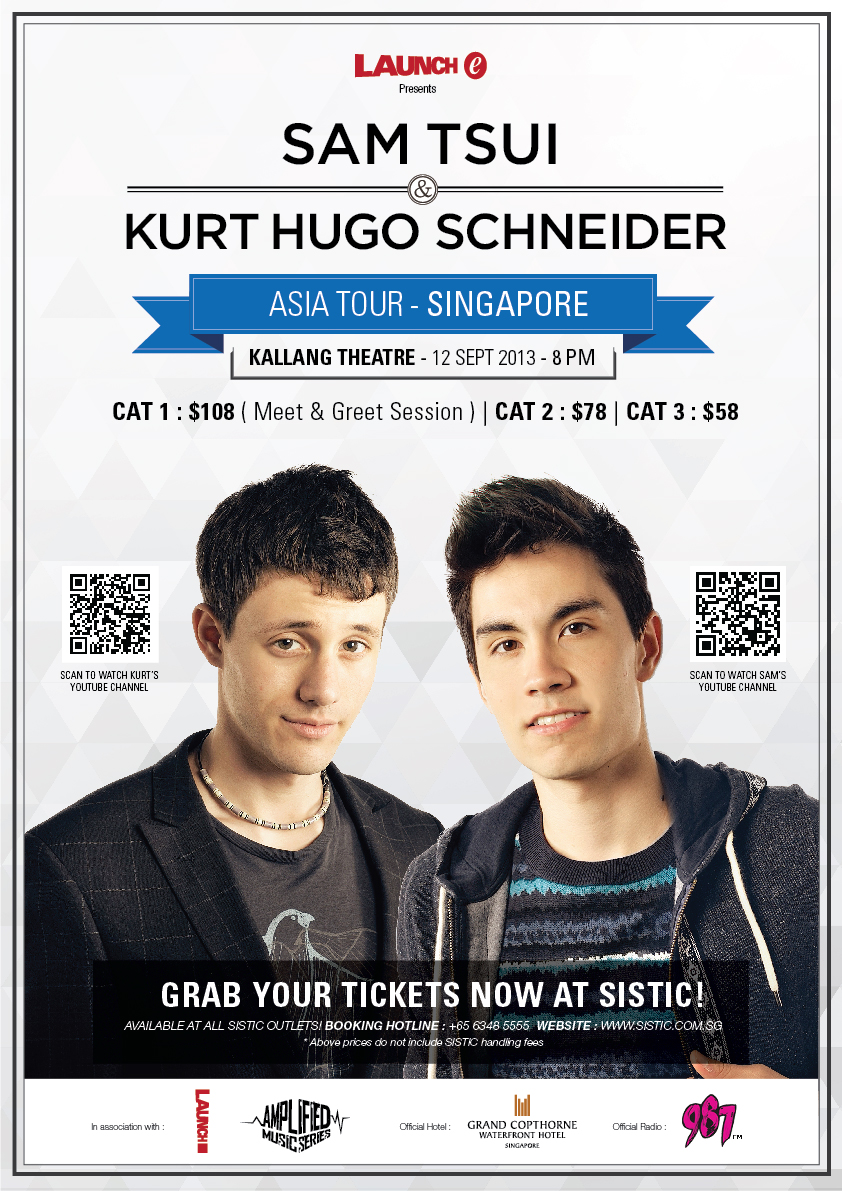 LAUNCH e
Presents
SAM TSUI
&
KURT HUGO SCHNEIDER
ASIA TOUR - SINGAPORE
KALLANG THEATRE - 12 SEPT 2013 - 8 PM
CAT 1 : $108 ( Meet & Greet Session ) | CAT 2 : $78 | CAT 3 : $58
SCAN TO WATCH KURT'S
YOUTUBE CHANNEL
SCAN TO WATCH SAM'S
YOUTUBE CHANNEL
GRAB YOUR TICKETS NOW AT SISTIC!
AVAILABLE AT ALL SISTIC OUTLETS! BOOKING HOTLINE : +65 6348 5555 WEBSITE : WWW.SISTIC.COM.SG
* Above prices do not include SISTIC handling fees
In association with :
LAUNCH
AMPLIFIED
MUSIC SERIES
Official Hotel :
GRAND COPTHORNE
WATERFRONT HOTEL
SINGAPORE
Official Radio :
987 FM